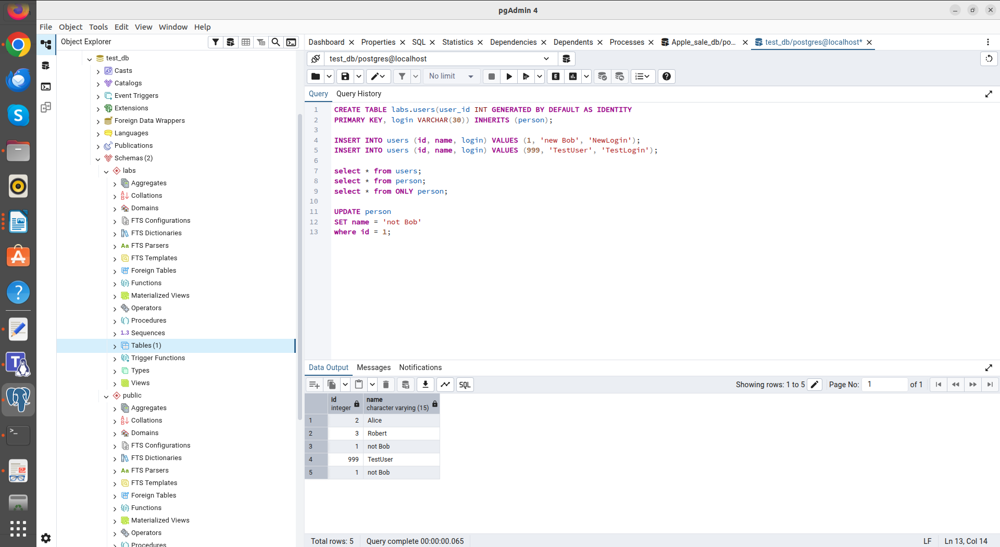 pgAdmin 4
File Object Tools Edit View Window Help
Object Explorer
Dashboard Properties SQL Statistics Dependencies Dependents Processes Apple_sale_db/po... test_db/postgres@localhost*
test_db/postgres@localhost
No limit
Query Query History
test_db
Casts
Catalogs
Event Triggers
Extensions
Foreign Data Wrappers
Languages
Publications
Schemas (2)
labs
Aggregates
Collations
Domains
FTS Configurations
FTS Dictionaries
Aa FTS Parsers
FTS Templates
Foreign Tables
Functions
Materialized Views
Operators
Procedures
1..3 Sequences
Tables (1)
Trigger Functions
Types
Views
public
Aggregates
Collations
Domains
FTS Configurations
FTS Dictionaries
Aa FTS Parsers
FTS Templates
Foreign Tables
Functions
Materialized Views
Operators
Procedures
1 CREATE TABLE labs.users(user_id INT GENERATED BY DEFAULT AS IDENTITY
2 PRIMARY KEY, login VARCHAR(30)) INHERITS (person);
3
4 INSERT INTO users (id, name, login) VALUES (1, 'new Bob', 'NewLogin');
5 INSERT INTO users (id, name, login) VALUES (999, 'TestUser', 'TestLogin');
6
7 select * from users;
8 select * from person;
9 select * from ONLY person;
10
11 UPDATE person
12 SET name = 'not Bob'
13 where id = 1;
Data Output Messages Notifications
SQL
Showing rows: 1 to 5 Page No: 1 of 1
id name
integer character varying (15)
1 2 Alice
2 3 Robert
3 1 not Bob
4 999 TestUser
5 1 not Bob
Total rows: 5 Query complete 00:00:00.065 LF Ln 13, Col 14